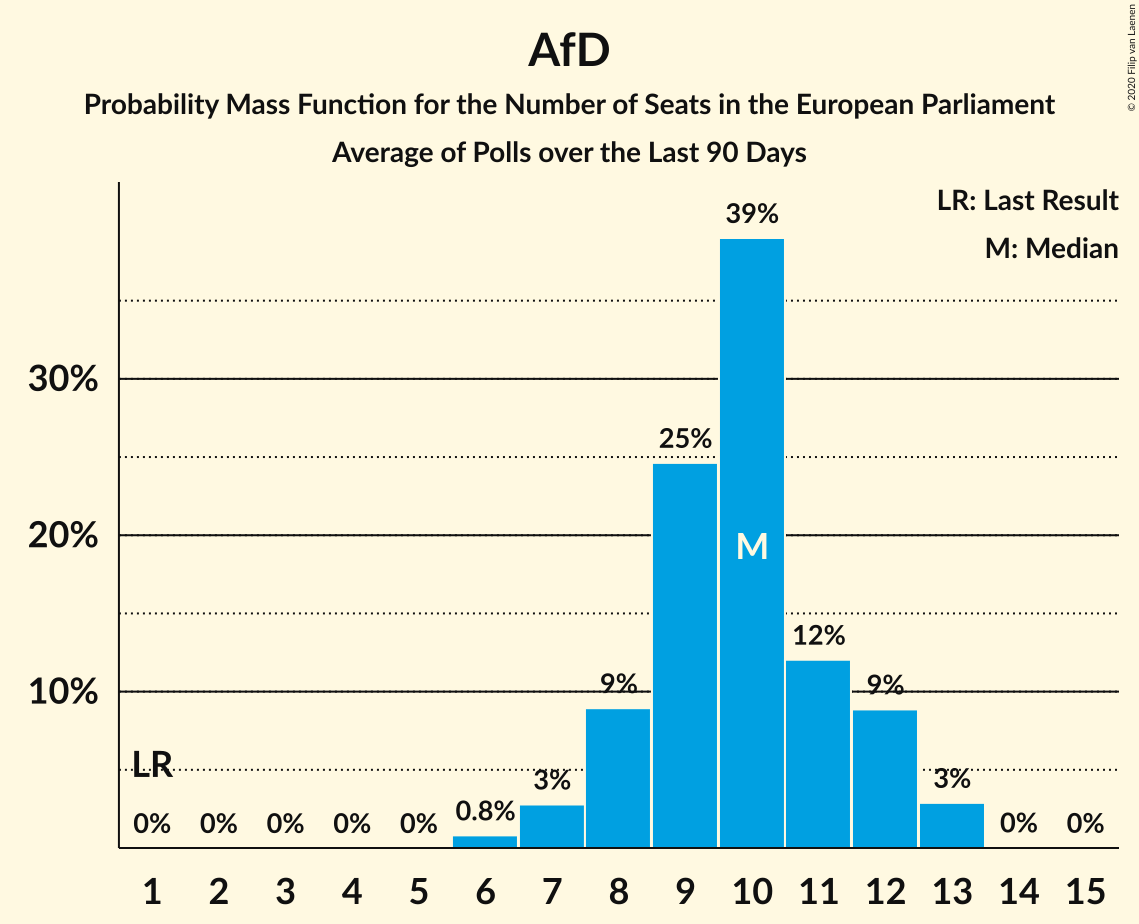 AfD
Probability Mass Function for the Number of Seats in the European Parliament
Average of Polls over the Last 90 Days
© 2020 Filip van Laenen
LR: Last Result
M: Median
39%
30%
25%
20%
M
12%
10%
9%
9%
LR
3%
3%
0%
0%
0%
0%
0%
0.8%
0%
0%
1 2 3 4 5 6 7 8 9 10 11 12 13 14 15